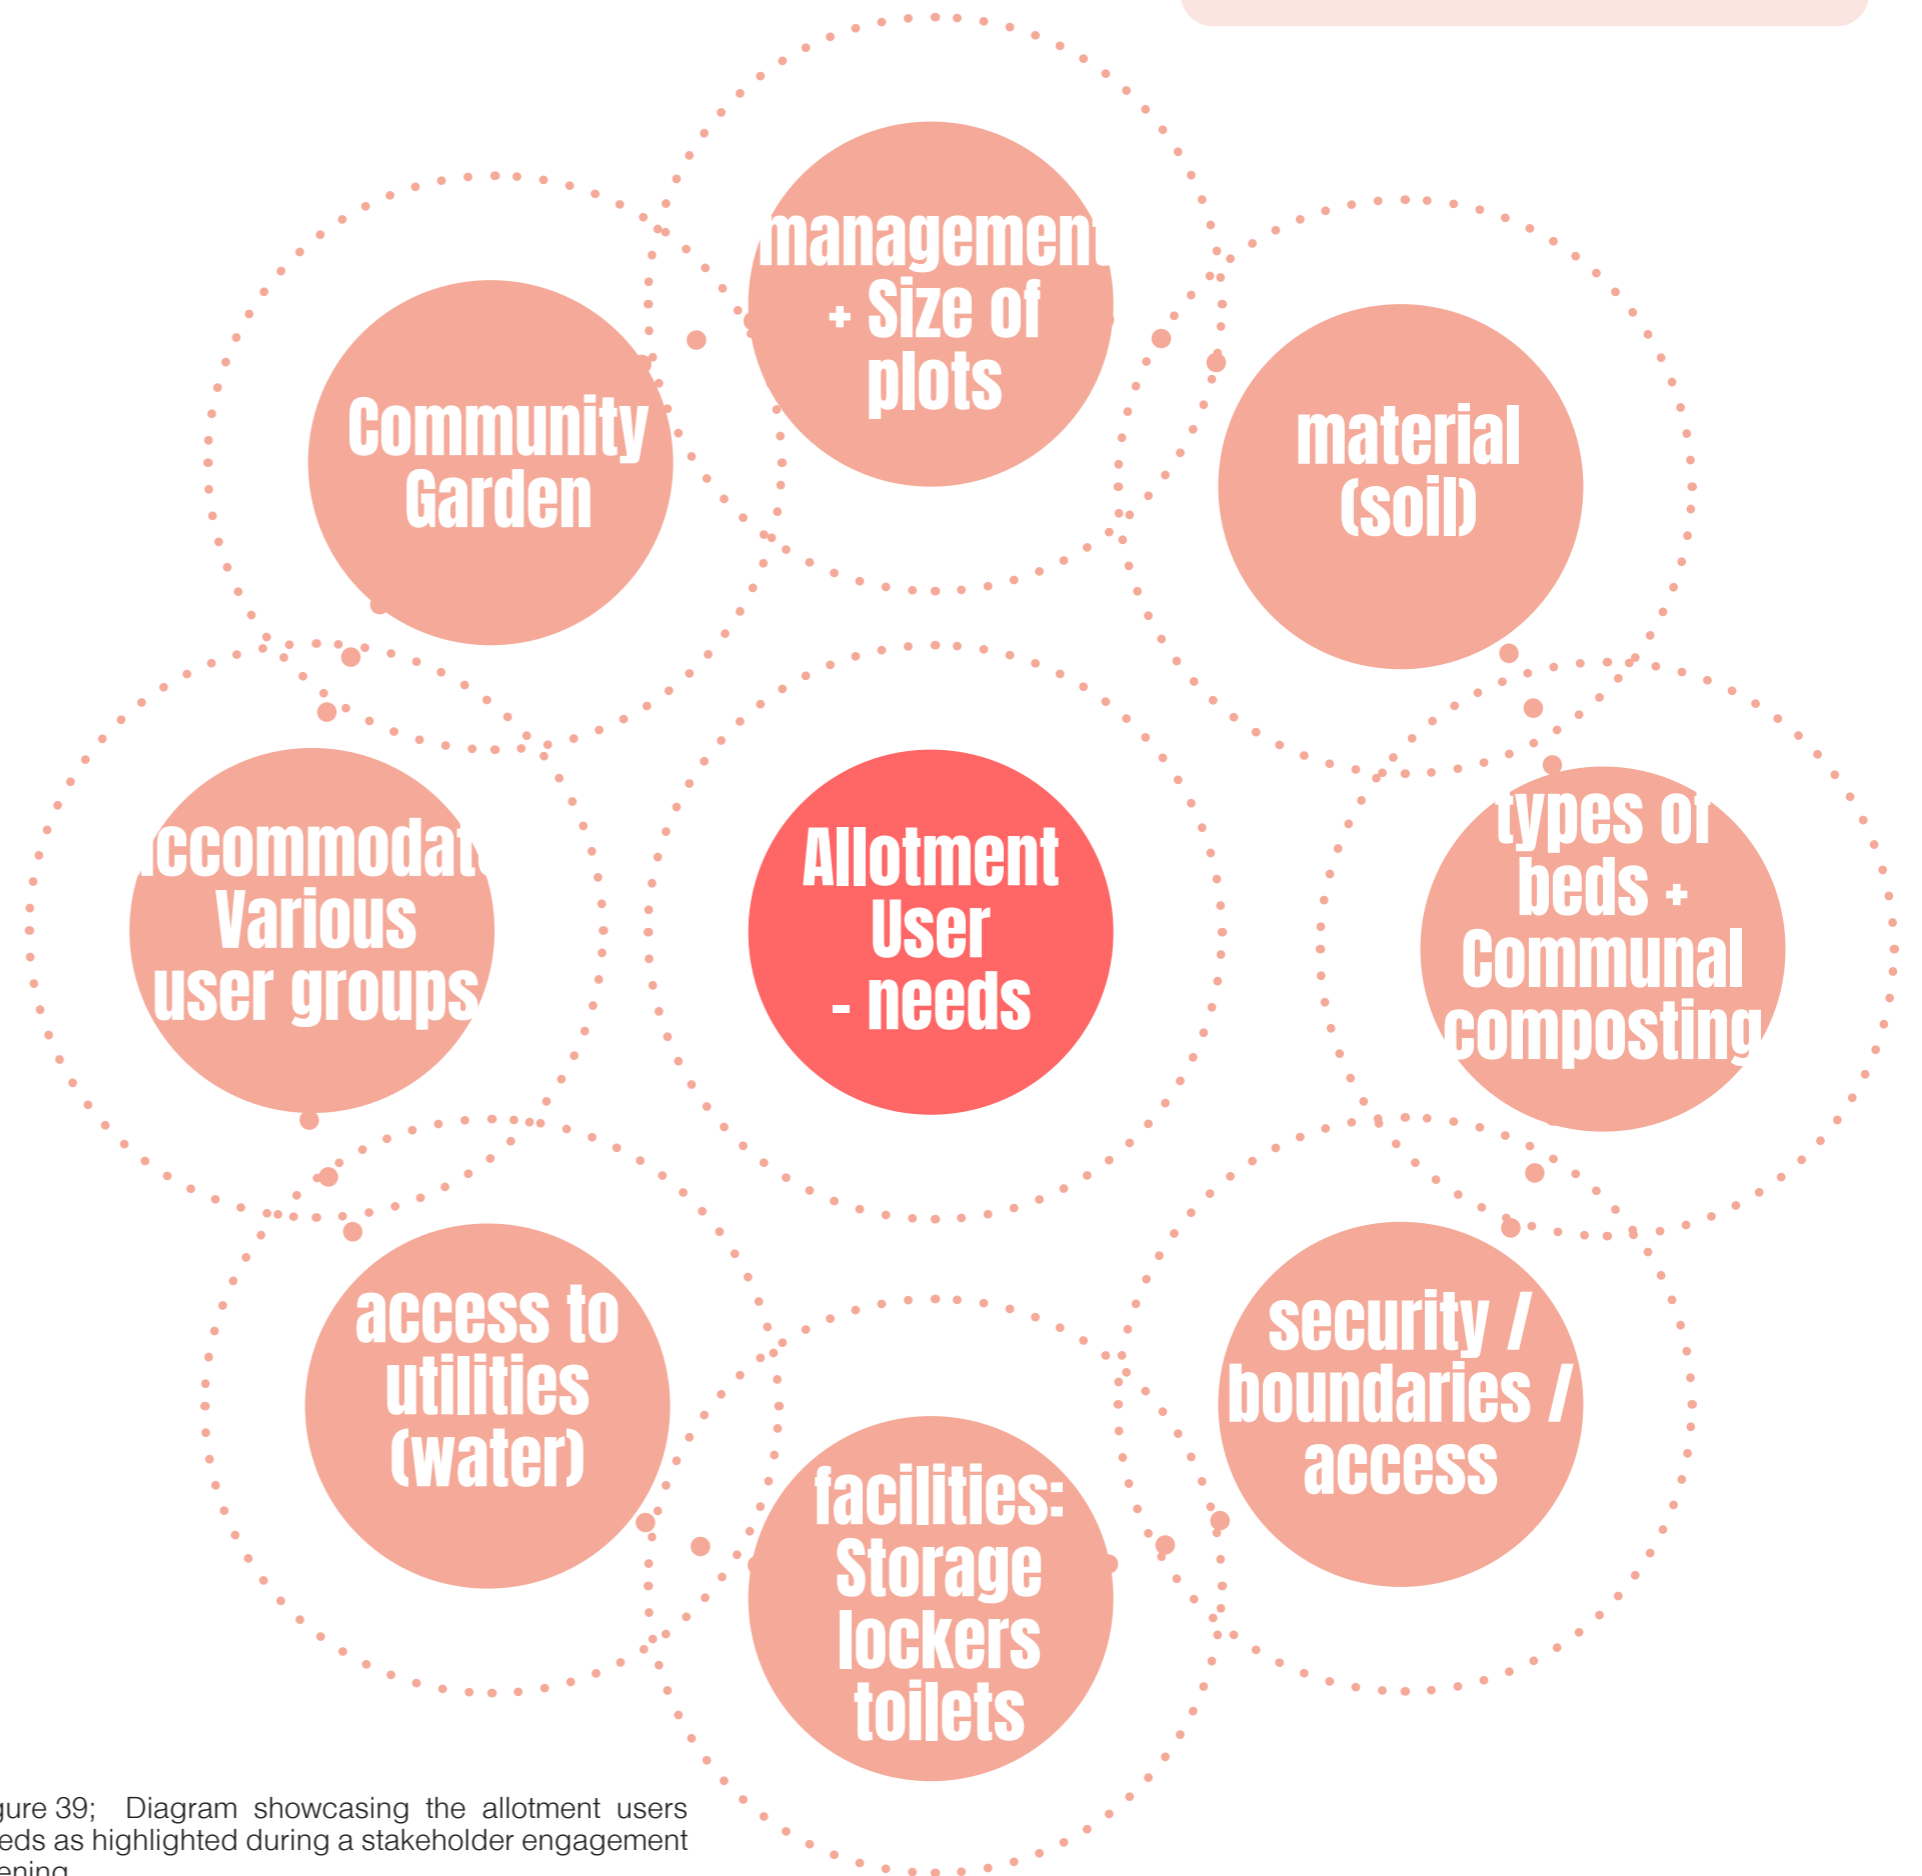 management
+ Size of
plots
Community
Garden
material
(soil)
accommodate
Various
user groups
Allotment
User
- needs
types of
beds +
Communal
composting
access to
utilities
(water)
security /
boundaries /
access
facilities:
Storage
lockers
toilets
gure 39; Diagram showcasing the allotment users
eds as highlighted during a stakeholder engagement
ening